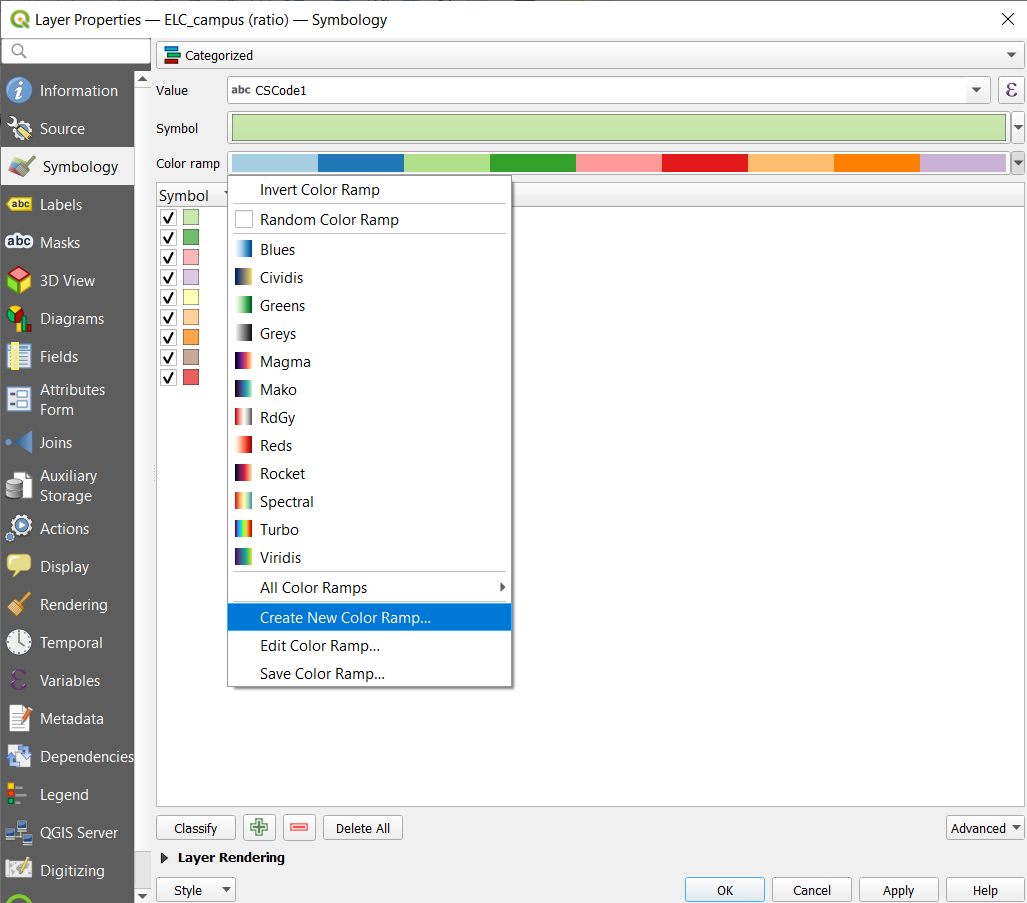 Layer Properties — ELC_campus (ratio) — Symbology
Categorized
Information
Value
abc CSCode1
ε
Source
Symbol
Symbology
Color ramp
Invert Color Ramp
Symbol
Random Color Ramp
abc
Labels
Blues
abc
Masks
Cividis
3D View
Greens
Diagrams
Greys
Fields
Magma
Attributes
Form
Mako
RdGy
Joins
Reds
Auxiliary
Storage
Rocket
Spectral
Actions
Turbo
Display
Viridis
Rendering
All Color Ramps
Create New Color Ramp...
Temporal
Edit Color Ramp...
Variables
Save Color Ramp...
Metadata
Dependencies
Legend
QGIS Server
Classify
Delete All
Advanced
Digitizing
Layer Rendering
Style
OK
Cancel
Apply
Help